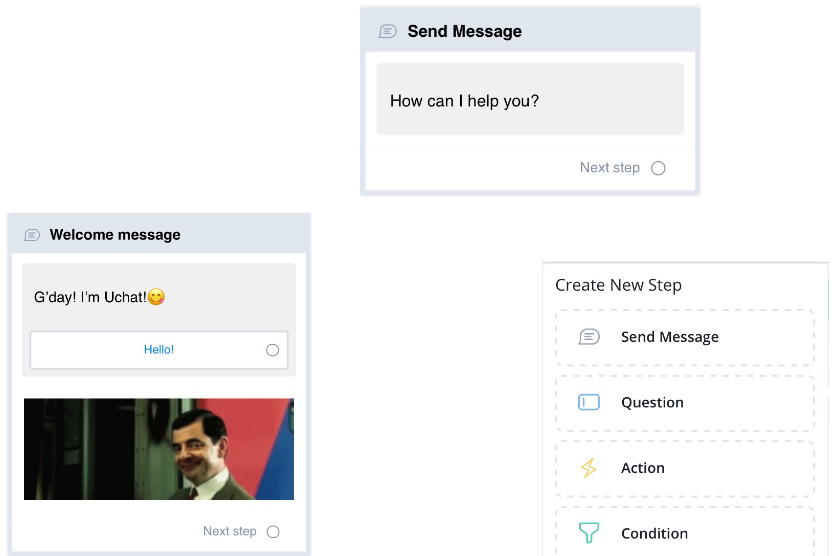 Send Message
How can I help you?
Next step
Welcome message
G'day! I'm Uchat!😋
Hello!
Next step
Create New Step
Send Message
Question
Action
Condition